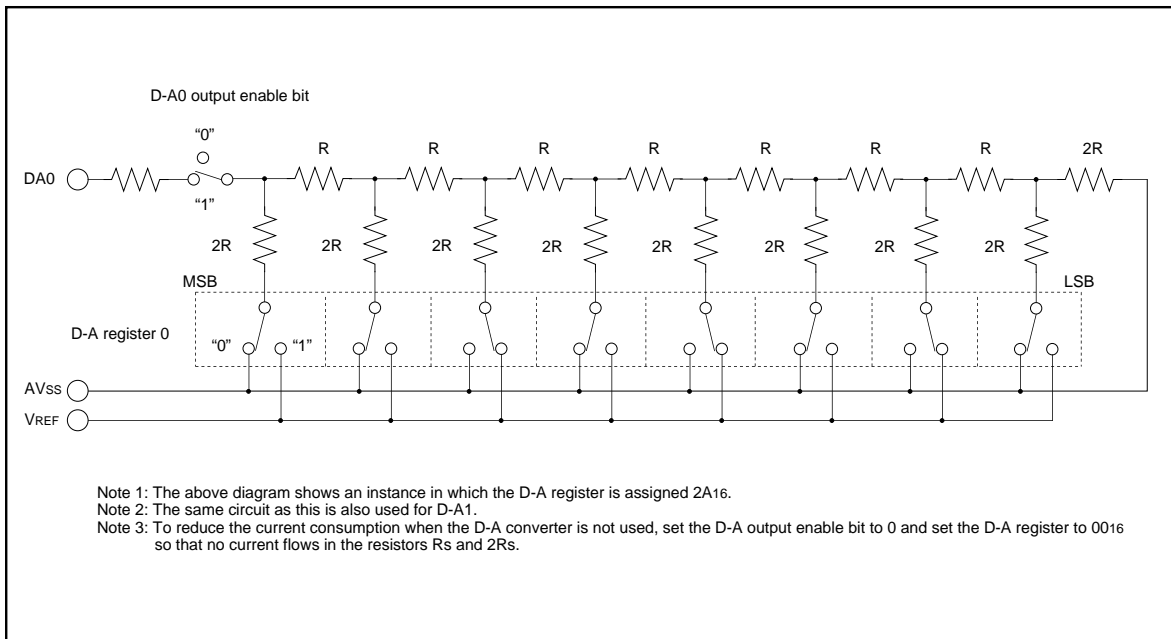 D-A0 output enable bit
“0”
R R R R R R R 2R
DA0
“1”
2R 2R 2R 2R 2R 2R 2R 2R
MSB LSB
D-A register 0 “0” “1”
AVSS
VREF
Note 1: The above diagram shows an instance in which the D-A register is assigned 2A16.
Note 2: The same circuit as this is also used for D-A1.
Note 3: To reduce the current consumption when the D-A converter is not used, set the D-A output enable bit to 0 and set the D-A register to 0016
so that no current flows in the resistors Rs and 2Rs.